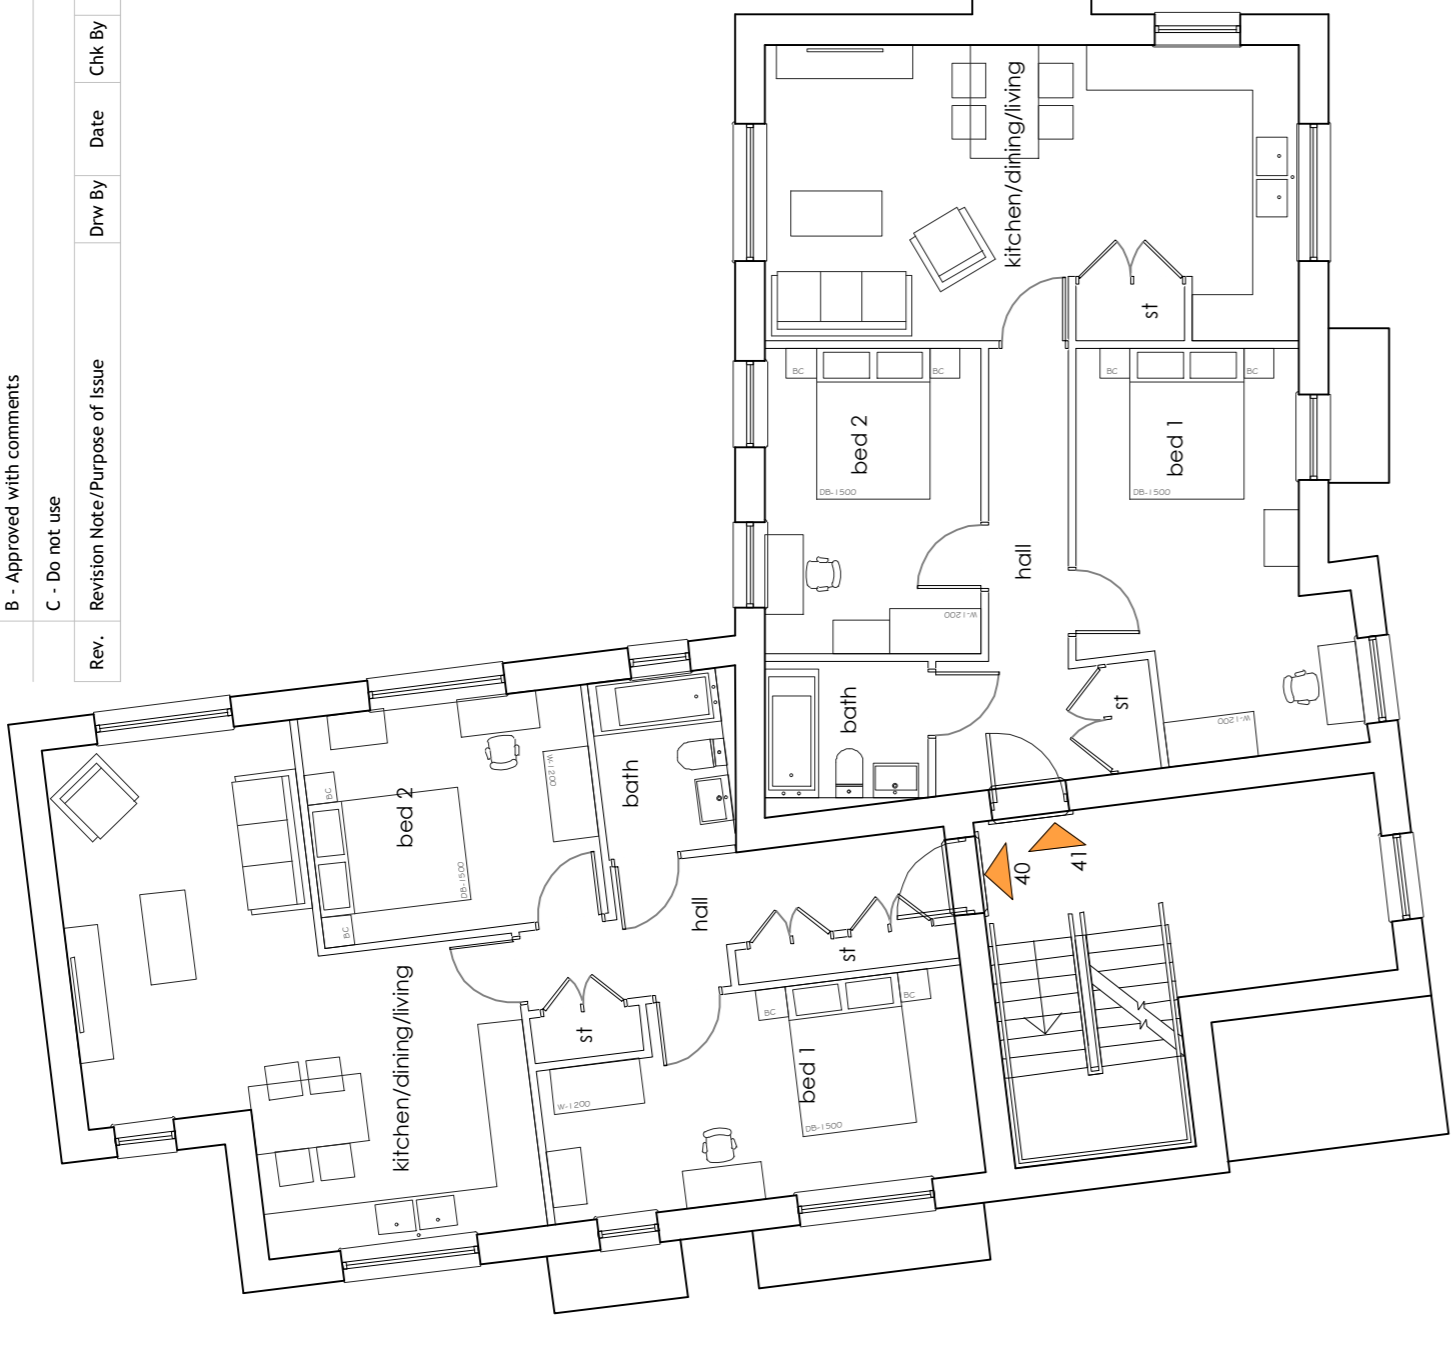 B - Approved with comments
C - Do not use
Rev. Revision Note/Purpose of Issue Drw By Date Chk By
kitchen/dining/living
st
BC
BC
bed 2
DB-1500
BC
BC
bed 1
DB-1500
hall
W-1200
bath
st
W-1200
40
41
bed 2
BC
BC
DB-1500
W-1200
bath
hall
st
kitchen/dining/living
st
W-1200
bed 1
BC
BC
DB-1500